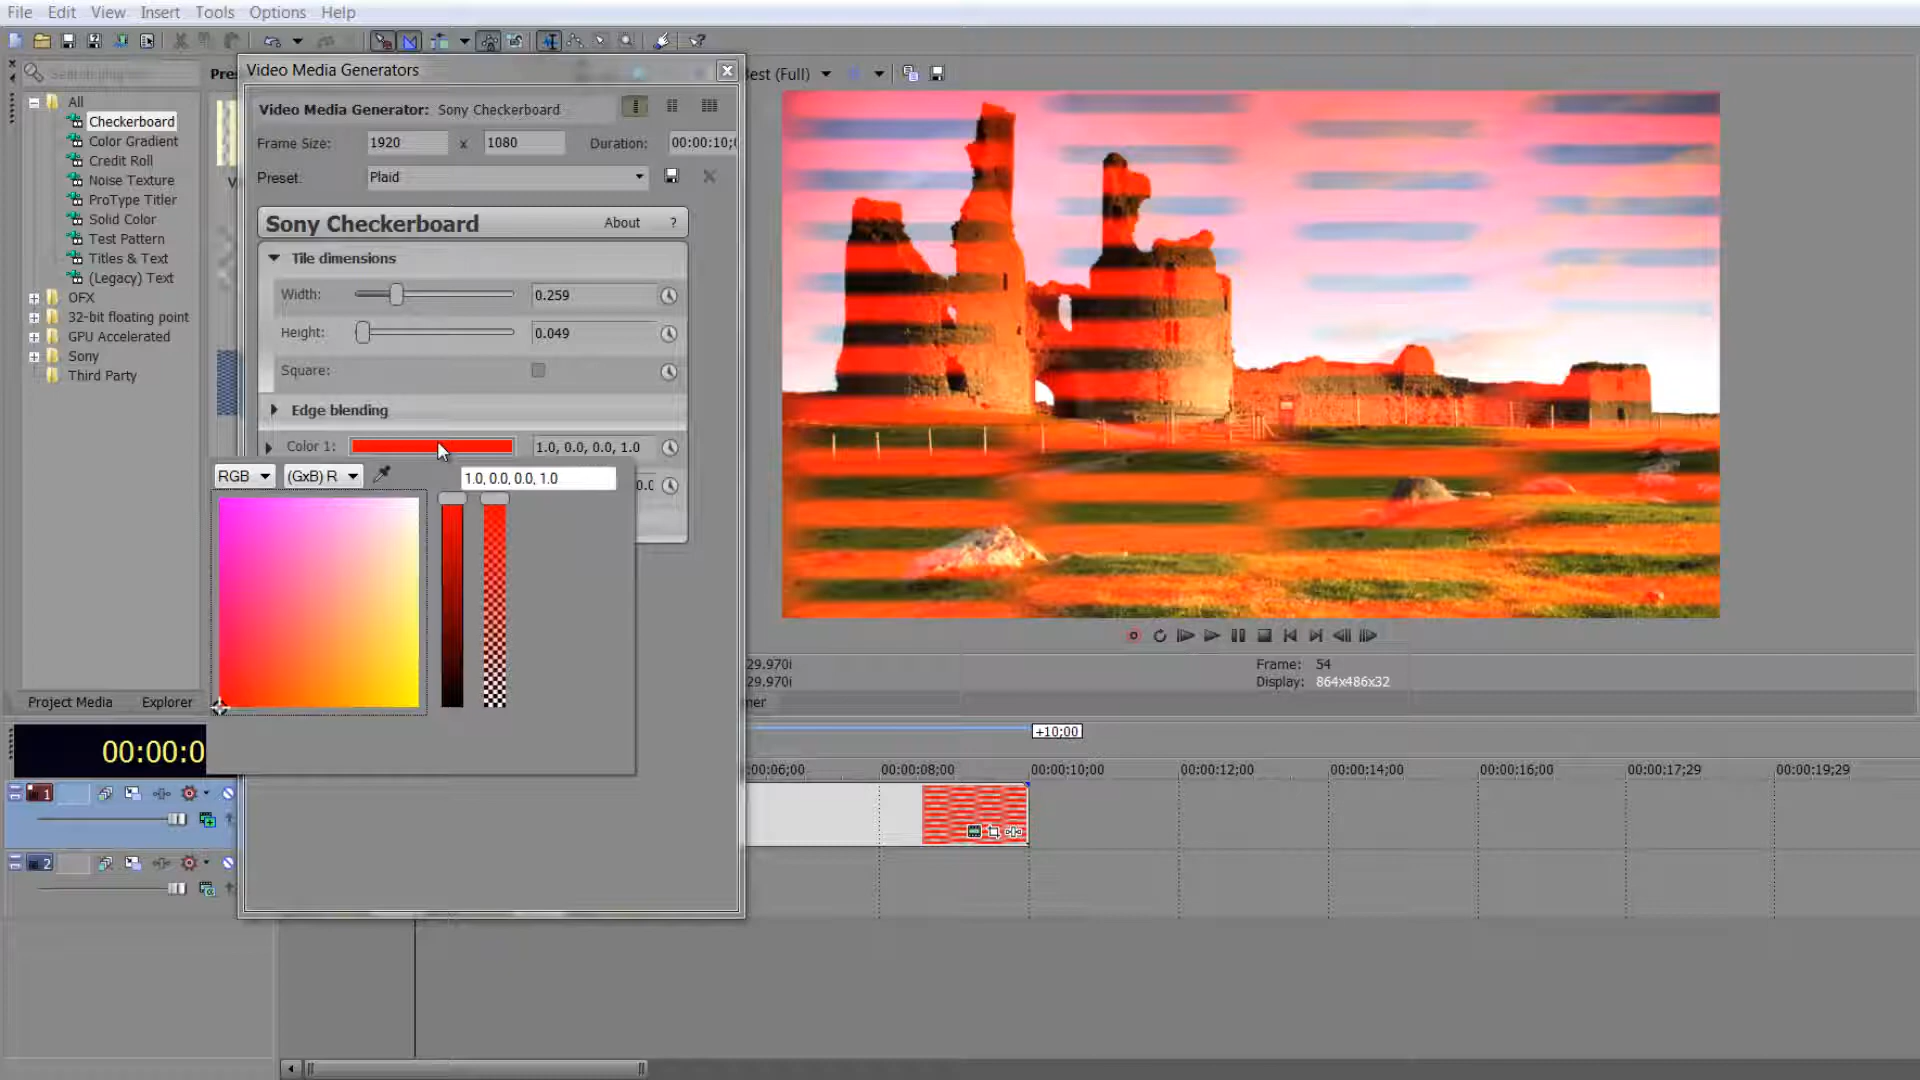 File Edit View Insert Tools Options Help
Video Media Generators
Best (Full)
All
Checkerboard
Color Gradient
Credit Roll
Noise Texture
ProType Titler
Solid Color
Test Pattern
Titles & Text
(Legacy) Text
OFX
32-bit floating point
GPU Accelerated
Sony
Third Party
Project Media Explorer
Video Media Generator: Sony Checkerboard
Frame Size: 1920 x 1080 Duration: 00:00:10;
Preset: Plaid
Sony Checkerboard About ?
Tile dimensions
Width: 0.259
Height: 0.049
Square:
Edge blending
Color 1: 1.0, 0.0, 0.0, 1.0
RGB (GxB) R 1.0, 0.0, 0.0, 1.0
29.970i
29.970i
Frame: 54
Display: 864x486x32
00:00:0
+10;00
:00:06;00 00:00:08;00 00:00:10;00 00:00:12;00 00:00:14;00 00:00:16;00 00:00:17;29 00:00:19;29
1
2